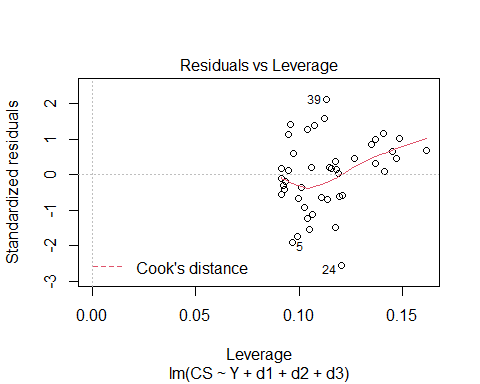 Residuals vs Leverage
Standardized residuals
2
1
0
-1
-2
-3
39
5
24
Cook's distance
0.00
0.05
0.10
0.15
Leverage
lm(CS ~ Y + d1 + d2 + d3)